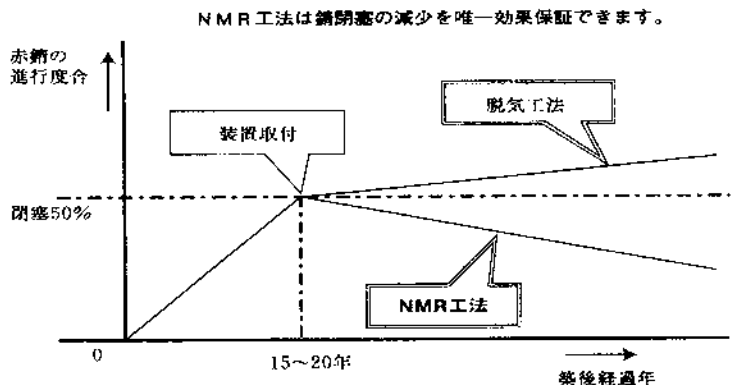 NMR工法は錆閉塞の減少を唯一効果保証できます。
赤錆の
進行度合
脱気工法
装置取付
閉塞50%
NMR工法
0
15〜20年
築後経過年